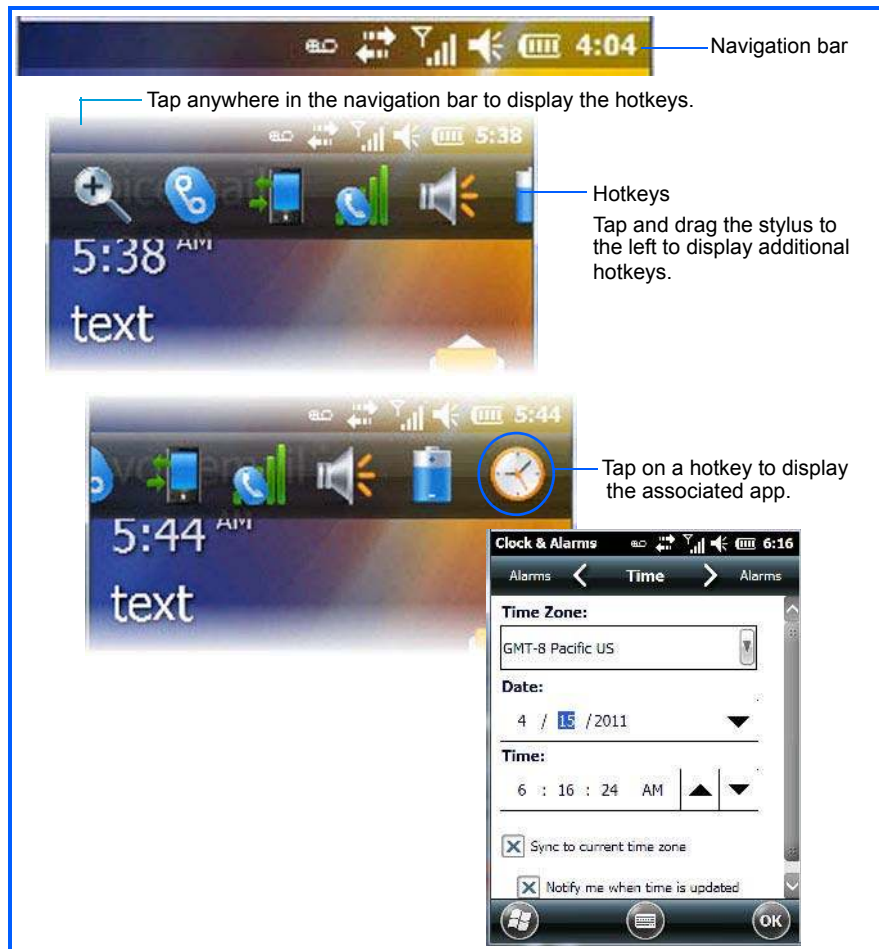 4:04
Navigation bar
Tap anywhere in the navigation bar to display the hotkeys.
5:38
Hotkeys
Tap and drag the stylus to
the left to display additional
hotkeys.
5:38 AM
text
5:44
Tap on a hotkey to display
the associated app.
5:44 AM
text
Clock & Alarms 6:16
Alarms Time Alarms
Time Zone:
GMT-8 Pacific US
Date:
4 / 15 / 2011
Time:
6 : 16 : 24 AM
Sync to current time zone
Notify me when time is updated
OK